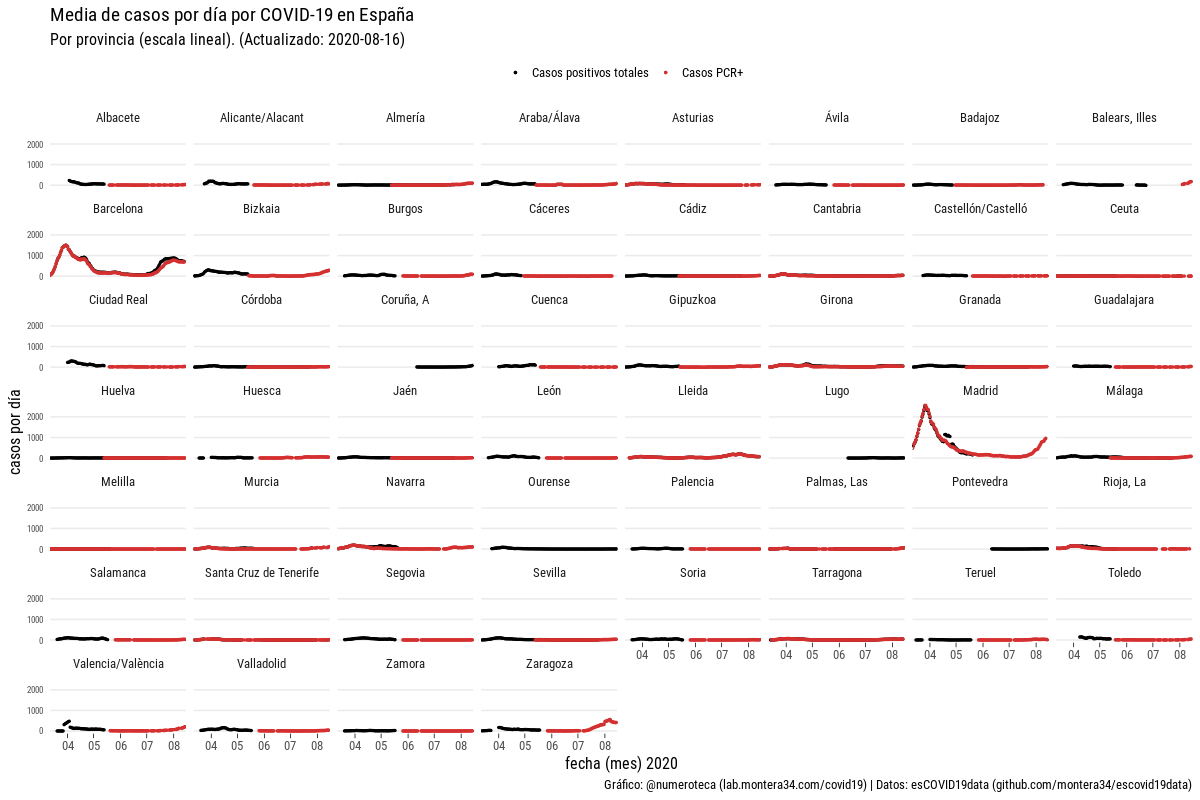 Media de casos por día por COVID-19 en España
Por provincia (escala lineal). (Actualizado: 2020-08-16)
Casos positivos totales Casos PCR+
Albacete Alicante/Alacant Almería Araba/Álava Asturias Ávila Badajoz Balears, Illes
2000
1000
0
Barcelona Bizkaia Burgos Cáceres Cádiz Cantabria Castellón/Castelló Ceuta
2000
1000
0
Ciudad Real Córdoba Coruña, A Cuenca Gipuzkoa Girona Granada Guadalajara
2000
1000
0
Huelva Huesca Jaén León Lleida Lugo Madrid Málaga
2000
1000
0
casos por día
Melilla Murcia Navarra Ourense Palencia Palmas, Las Pontevedra Rioja, La
2000
1000
0
Salamanca Santa Cruz de Tenerife Segovia Sevilla Soria Tarragona Teruel Toledo
2000
1000
0
04 05 06 07 08 04 05 06 07 08 04 05 06 07 08 04 05 06 07 08
Valencia/València Valladolid Zamora Zaragoza
2000
1000
0
04 05 06 07 08 04 05 06 07 08 04 05 06 07 08 04 05 06 07 08
fecha (mes) 2020
Gráfico: @numeroteca (lab.montera34.com/covid19) | Datos: esCOVID19data (github.com/montera34/escovid19data)